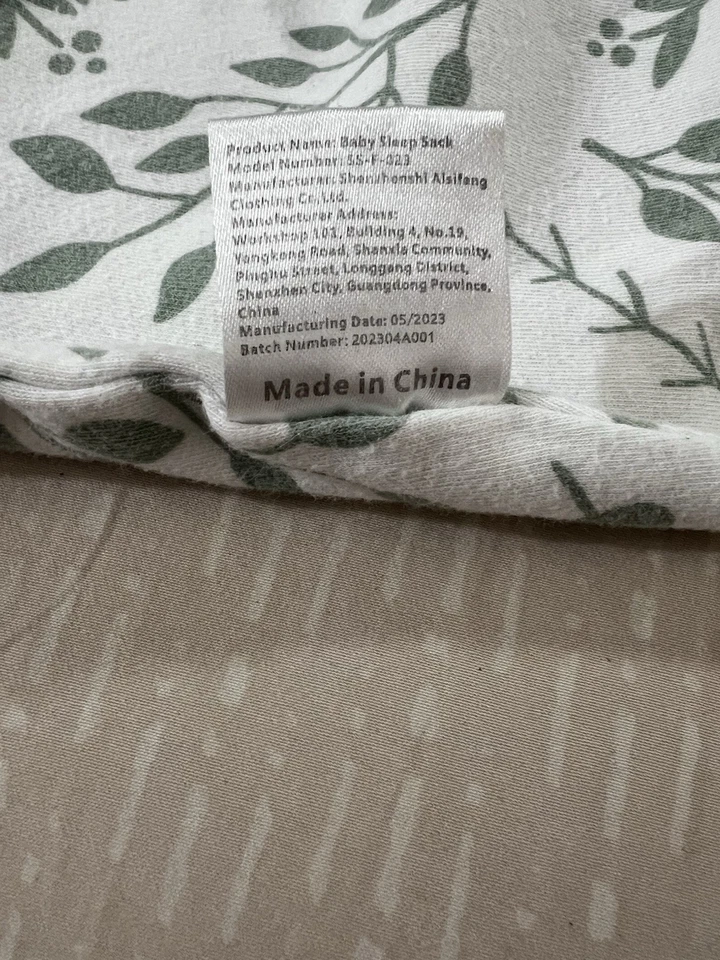 Product Name: Baby Sleep Sack
Model Number: SS-F-023
Manufacturer: Shenzhenshi Aisifang
Clothing Co.Ltd.
Manufacturer Address:
Workshop 101, Building 4, No.19,
Yongkang Road, Shanxia Community,
Pinghu Street, Longgang District,
Shenzhen City, Guangdong Province,
China
Manufacturing Date: 05/2023
Batch Number: 202304A001
Made in China